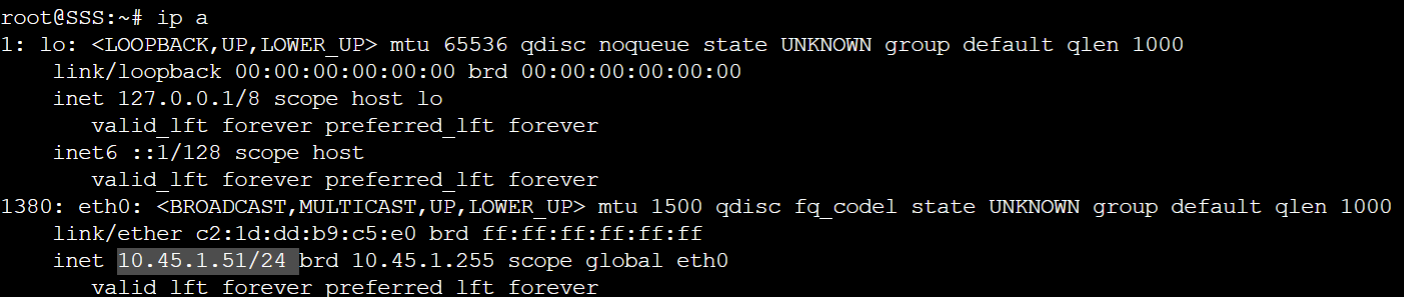 root@SSS:~# ip a
1: lo: <LOOPBACK,UP,LOWER_UP> mtu 65536 qdisc noqueue state UNKNOWN group default qlen 1000
    link/loopback 00:00:00:00:00:00 brd 00:00:00:00:00:00
    inet 127.0.0.1/8 scope host lo
       valid_lft forever preferred_lft forever
    inet6 ::1/128 scope host
       valid_lft forever preferred_lft forever
1380: eth0: <BROADCAST,MULTICAST,UP,LOWER_UP> mtu 1500 qdisc fq_codel state UNKNOWN group default qlen 1000
    link/ether c2:1d:dd:b9:c5:e0 brd ff:ff:ff:ff:ff:ff
    inet 10.45.1.51/24 brd 10.45.1.255 scope global eth0
       valid_lft forever preferred_lft forever